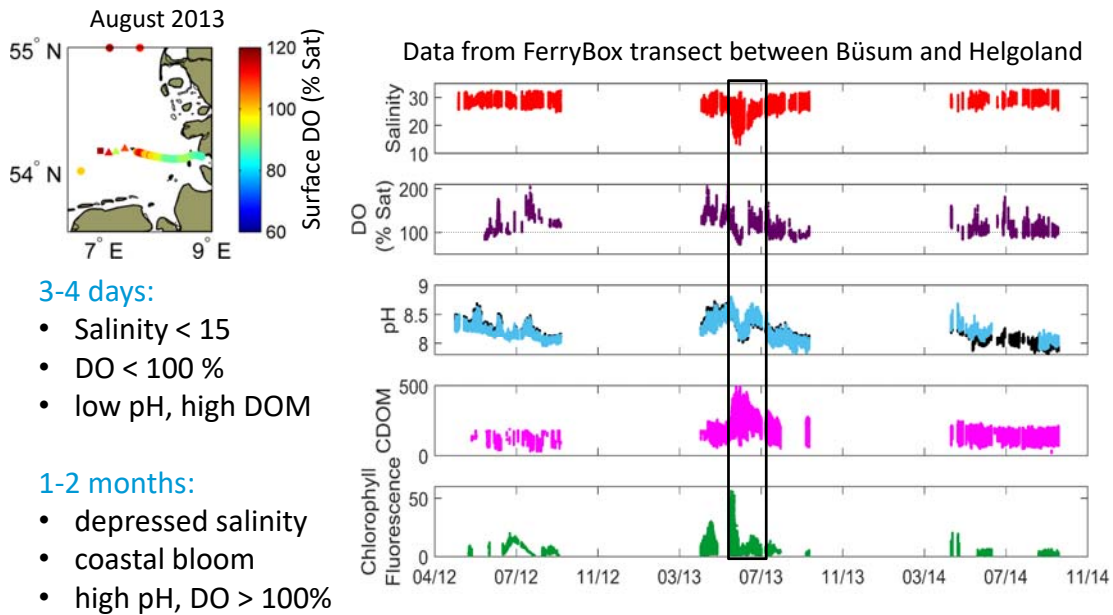 August 2013
55° N
54° N
7° E
9° E
120
100
80
60
Surface DO (% Sat)
3-4 days:
• Salinity < 15
• DO < 100 %
• low pH, high DOM
1-2 months:
• depressed salinity
• coastal bloom
• high pH, DO > 100%
Data from FerryBox transect between Büsum and Helgoland
Salinity
30
20
10
DO
(% Sat)
200
100
pH
9
8.5
8
CDOM
500
0
Chlorophyll
Fluorescence
50
0
04/12 07/12 11/12 03/13 07/13 11/13 03/14 07/14 11/14